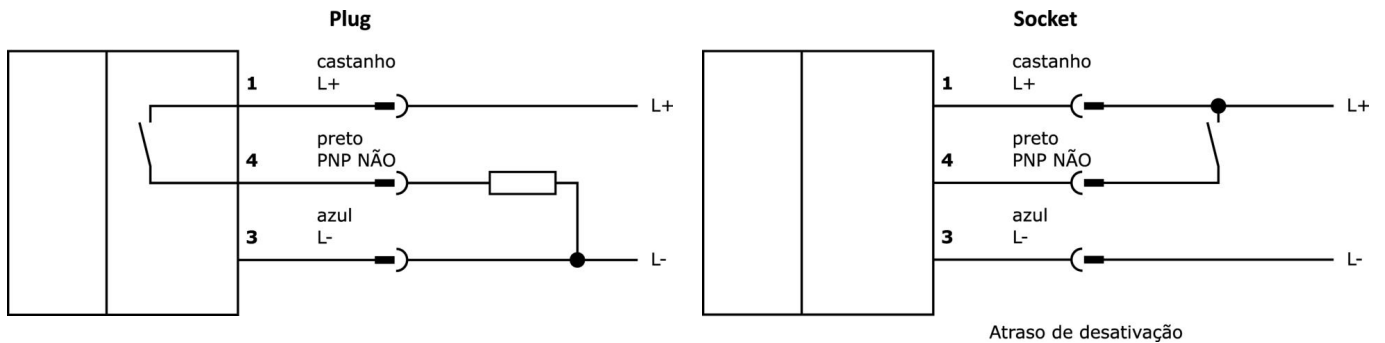 Plug
castanho
1
L+
L+
preto
4
PNP NÃO
azul
3
L-
L-
Socket
castanho
1
L+
L+
preto
4
PNP NÃO
azul
3
L-
L-
Atraso de desativação